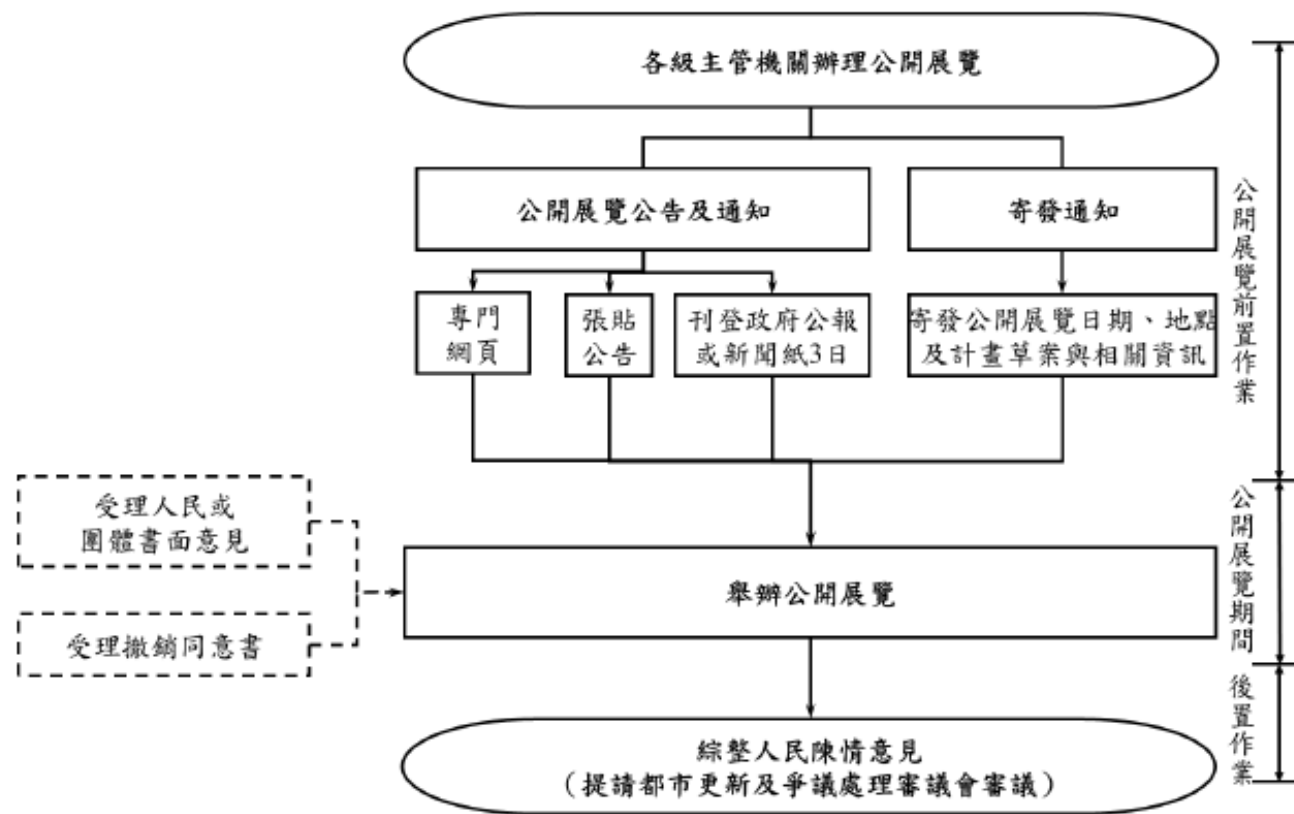 各級主管機關辦理公開展覽
公開展覽公告及通知
寄發通知
專門
網頁
張貼
公告
刊登政府公報
或新聞紙3日
寄發公開展覽日期、地點
及計畫草案與相關資訊
公開展覽前置作業
受理人民或
團體書面意見
受理撤銷同意書
舉辦公開展覽
公開展覽期間
綜整人民陳情意見
（提請都市更新及爭議處理審議會審議）
後置作業